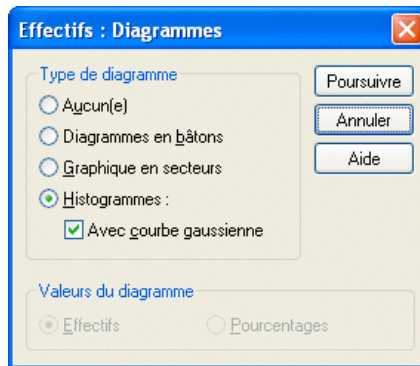 Effectifs : Diagrammes
Type de diagramme
Aucun(e)
Diagrammes en bâtons
Graphique en secteurs
Histogrammes :
Avec courbe gaussienne
Poursuivre
Annuler
Aide
Valeurs du diagramme
Effectifs
Pourcentages